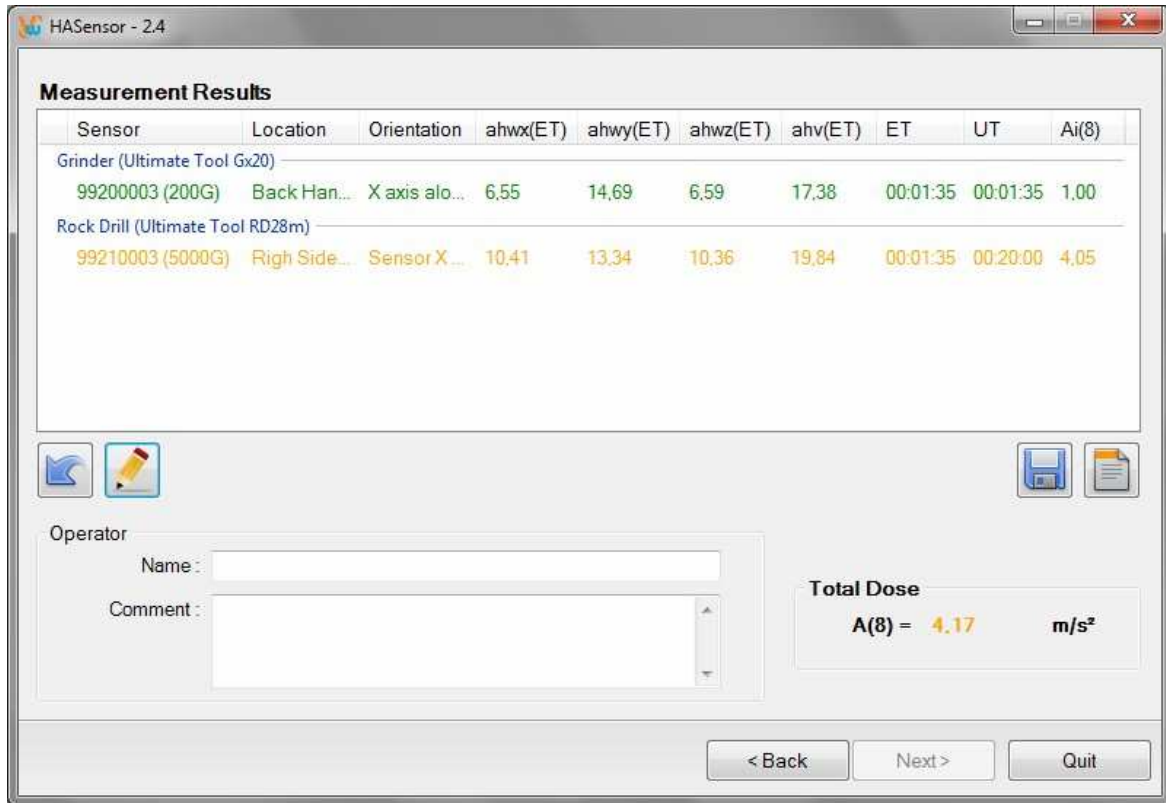 HASensor - 2.4
Measurement Results
Sensor Location Orientation ahwx(ET) ahwy(ET) ahwz(ET) ahv(ET) ET UT Ai(8)
Grinder (Ultimate Tool Gx20)
99200003 (200G) Back Han... X axis alo... 6,55 14,69 6,59 17,38 00:01:35 00:01:35 1,00
Rock Drill (Ultimate Tool RD28m)
99210003 (5000G) Righ Side... Sensor X ... 10,41 13,34 10,36 19,84 00:01:35 00:20:00 4,05
Operator
Name :
Comment :
Total Dose
A(8) = 4,17 m/s²
< Back Next > Quit